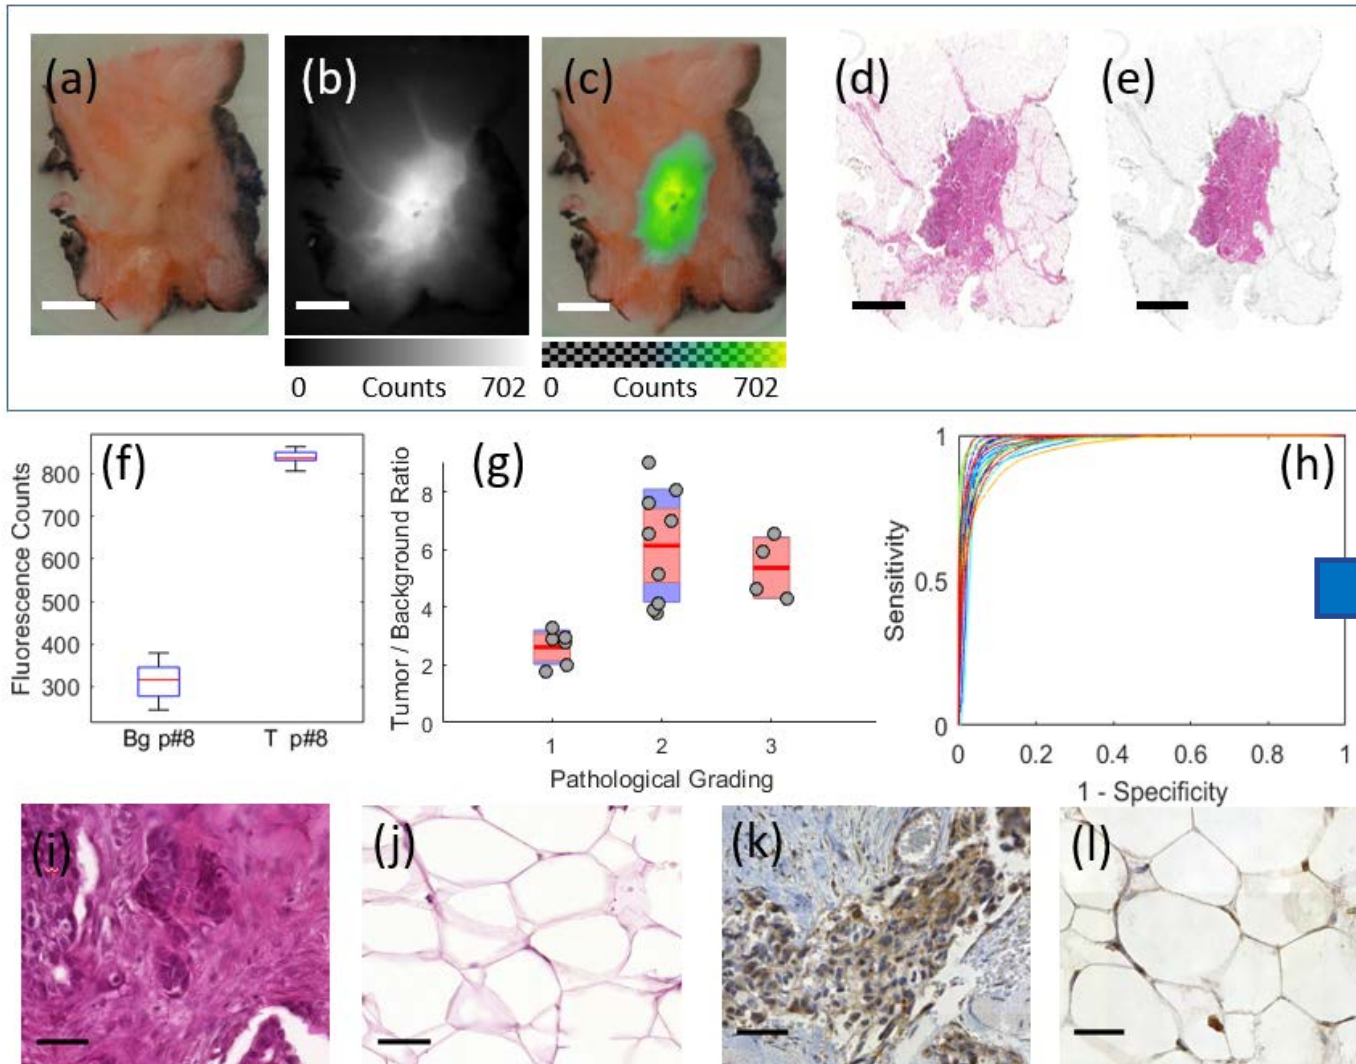 (a)
(b)
(c)
(d)
(e)
0 Counts 702
0 Counts 702
(f)
Fluorescence Counts
800
700
600
500
400
300
Bg p#8 T p#8
(g)
Tumor / Background Ratio
8
6
4
2
0
1 2 3
Pathological Grading
(h)
Sensitivity
1
0.5
0
0 0.2 0.4 0.6 0.8 1
1 - Specificity
(i)
(j)
(k)
(l)